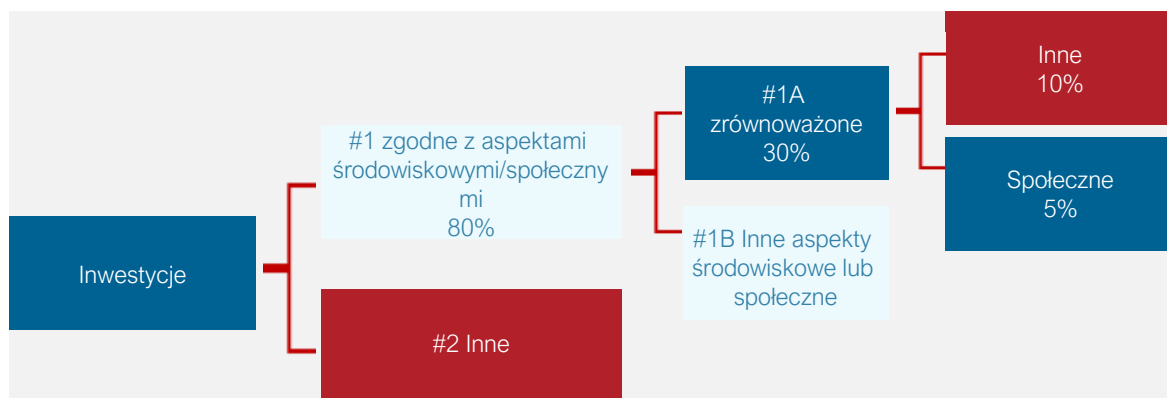 Inwestycje
#1 zgodne z aspektami
środowiskowymi/społeczny
mi
80%
#2 Inne
#1A
zrównoważone
30%
#1B Inne aspekty
środowiskowe lub
społeczne
Inne
10%
Społeczne
5%